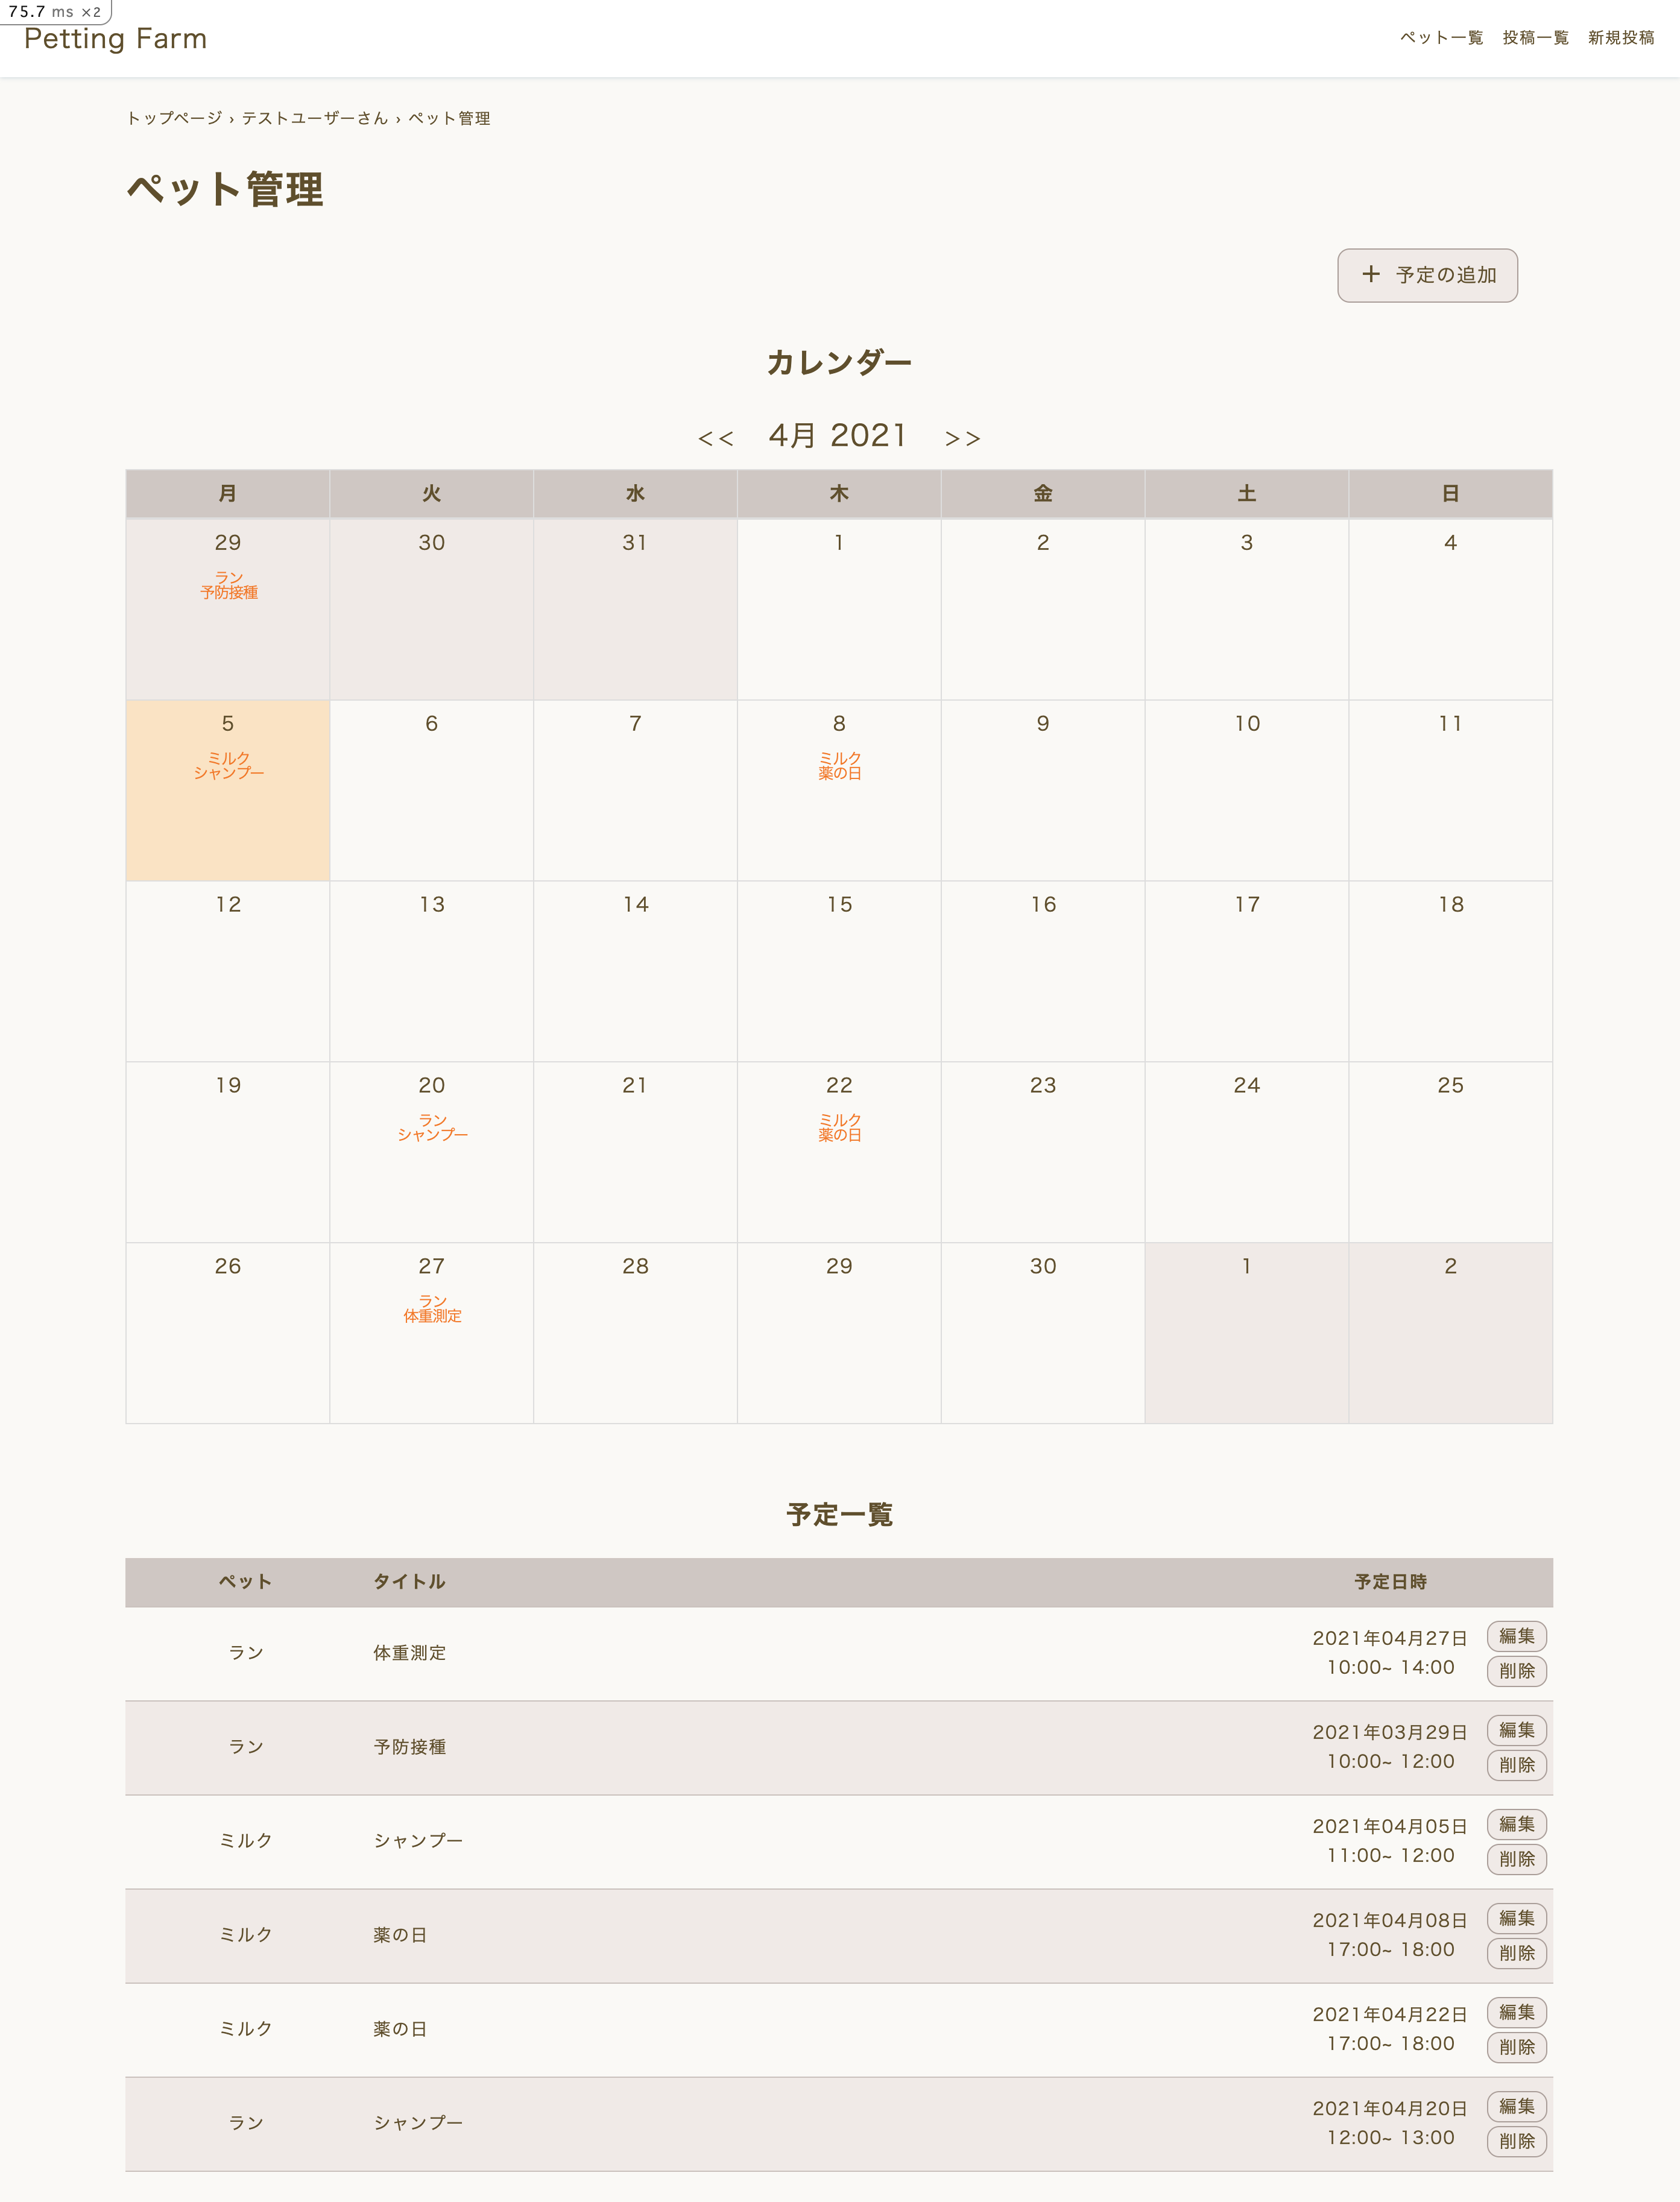 75.7 ms ×2
Petting Farm
ペット一覧 投稿一覧 新規投稿
トップページ › テストユーザーさん › ペット管理
ペット管理
+ 予定の追加
カレンダー
<< 4月 2021 >>
月 火 水 木 金 土 日
29 30 31 1 2 3 4
ラン
予防接種
5 6 7 8 9 10 11
ミルク ミルク
シャンプー 薬の日
12 13 14 15 16 17 18
19 20 21 22 23 24 25
ラン ミルク
シャンプー 薬の日
26 27 28 29 30 1 2
ラン
体重測定
予定一覧
ペット タイトル 予定日時
ラン 体重測定 2021年04月27日 編集
10:00~ 14:00 削除
ラン 予防接種 2021年03月29日 編集
10:00~ 12:00 削除
ミルク シャンプー 2021年04月05日 編集
11:00~ 12:00 削除
ミルク 薬の日 2021年04月08日 編集
17:00~ 18:00 削除
ミルク 薬の日 2021年04月22日 編集
17:00~ 18:00 削除
ラン シャンプー 2021年04月20日 編集
12:00~ 13:00 削除